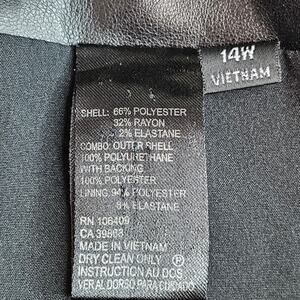 14W
VIETNAM
SHELL: 66% POLYESTER
32% RAYON
2% ELASTANE
COMBO: OUTER SHELL
100% POLYURETHANE
WITH BACKING
100% POLYESTER
LINING: 94% POLYESTER
6% ELASTANE
RN 106409
CA 39863
MADE IN VIETNAM
DRY CLEAN ONLY Ⓟ
INSTRUCTION AU DOS
VER AL DORSO PARA CUIDADO